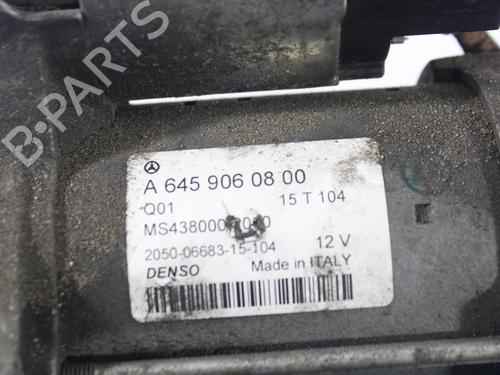 B-PARTS
A 645 906 08 00
Q01 15 T 104
2050-06683-15-104 12 V
DENSO Made in ITALY